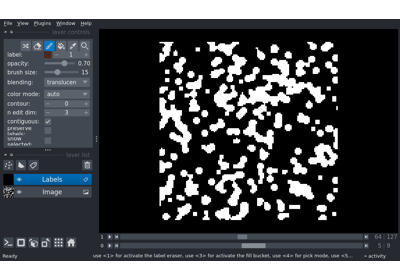 File View Plugins Window Help
layer controls
label: 1
opacity: 0.70
brush size: 15
blending: translucen
color mode: auto
contour: 0
n edit dim: 3
contiguous:
preserve
labels:
show
selected:
layer list
Labels
Image
1 64 127
0 5 9
Ready
use <1> for activate the label eraser, use <3> for activate the fill bucket, use <4> for pick mode, use <5...
activity